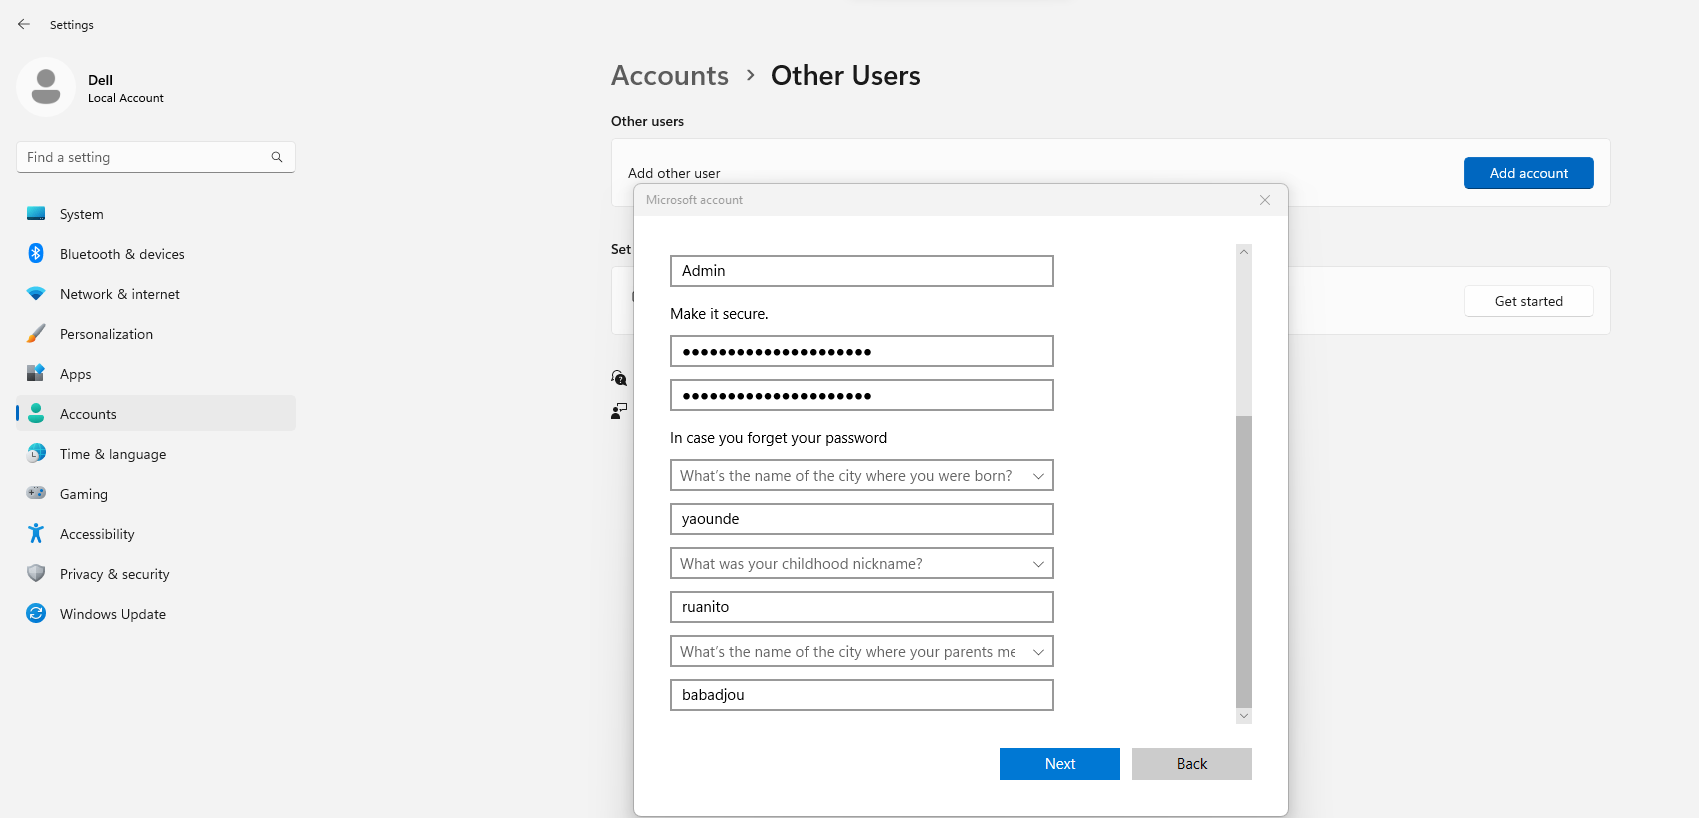 Settings
Dell
Local Account
Find a setting
System
Bluetooth & devices
Network & internet
Personalization
Apps
Accounts
Time & language
Gaming
Accessibility
Privacy & security
Windows Update
Accounts > Other Users
Other users
Add other user
Add account
Set
Get started
Microsoft account
Admin
Make it secure.
●●●●●●●●●●●●●●●●●●●●●
●●●●●●●●●●●●●●●●●●●●●
In case you forget your password
What's the name of the city where you were born?
yaounde
What was your childhood nickname?
ruanito
What's the name of the city where your parents me
babadjou
Next
Back